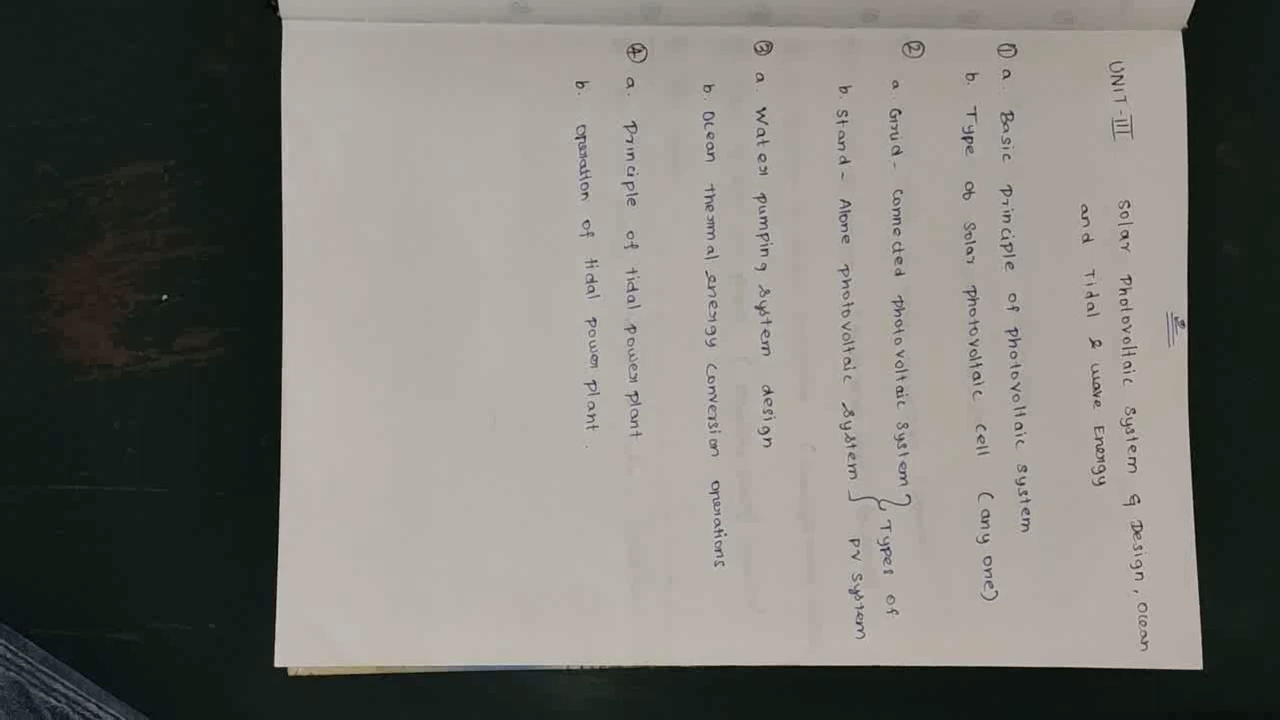 UNIT-III Solar Photovoltaic System & Design, Ocean
and Tidal & wave Energy
① a. Basic Principle of photovoltaic system
b. Type of Solar photovoltaic cell (any one)
② a. Grid-connected photovoltaic system } Types of
b. Stand-Alone photovoltaic system } PV system
③ a. Water pumping system design
b. Ocean thermal energy conversion operations
④ a. principle of tidal power plant
b. operation of tidal power plant.